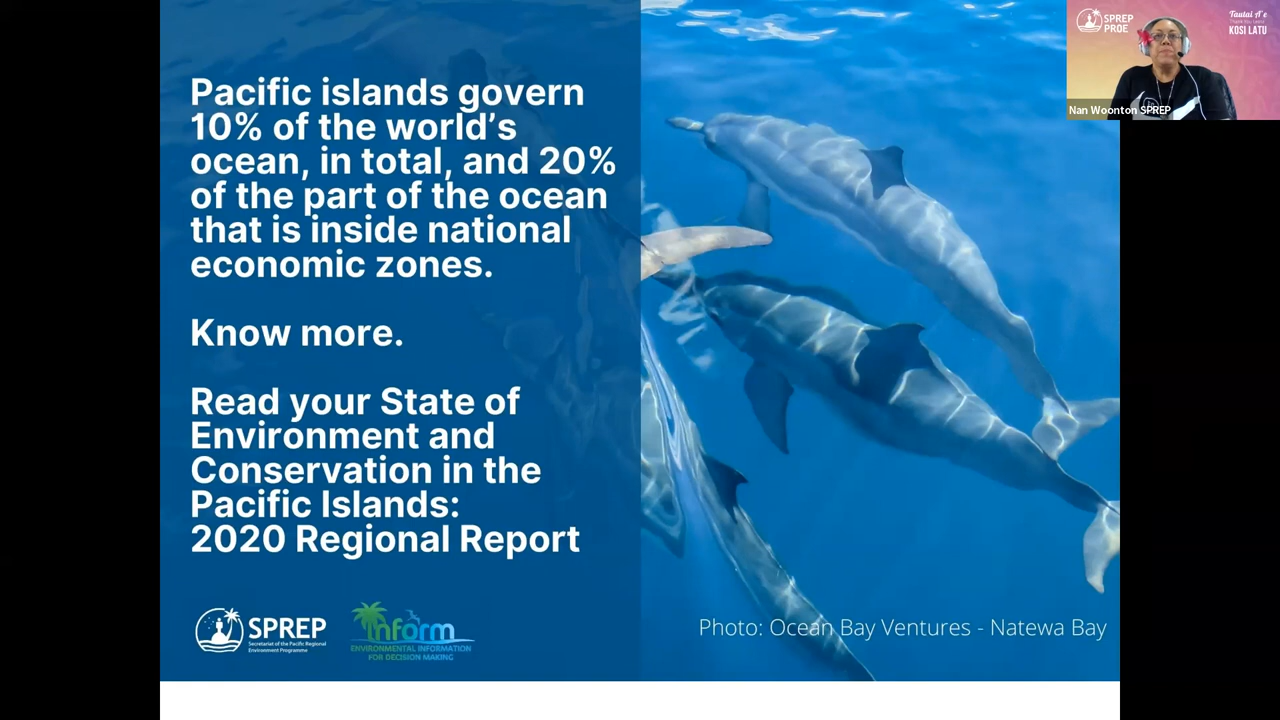 Pacific islands govern
10% of the world's
ocean, in total, and 20%
of the part of the ocean
that is inside national
economic zones.
Know more.
Read your State of
Environment and
Conservation in the
Pacific Islands:
2020 Regional Report
SPREP
Secretariat of the Pacific Regional
Environment Programme
inform
ENVIRONMENTAL INFORMATION
FOR DECISION MAKING
Photo: Ocean Bay Ventures - Natewa Bay
SPREP
PROE
Tautai A'e
KOSI LATU
Nan Woonton SPREP